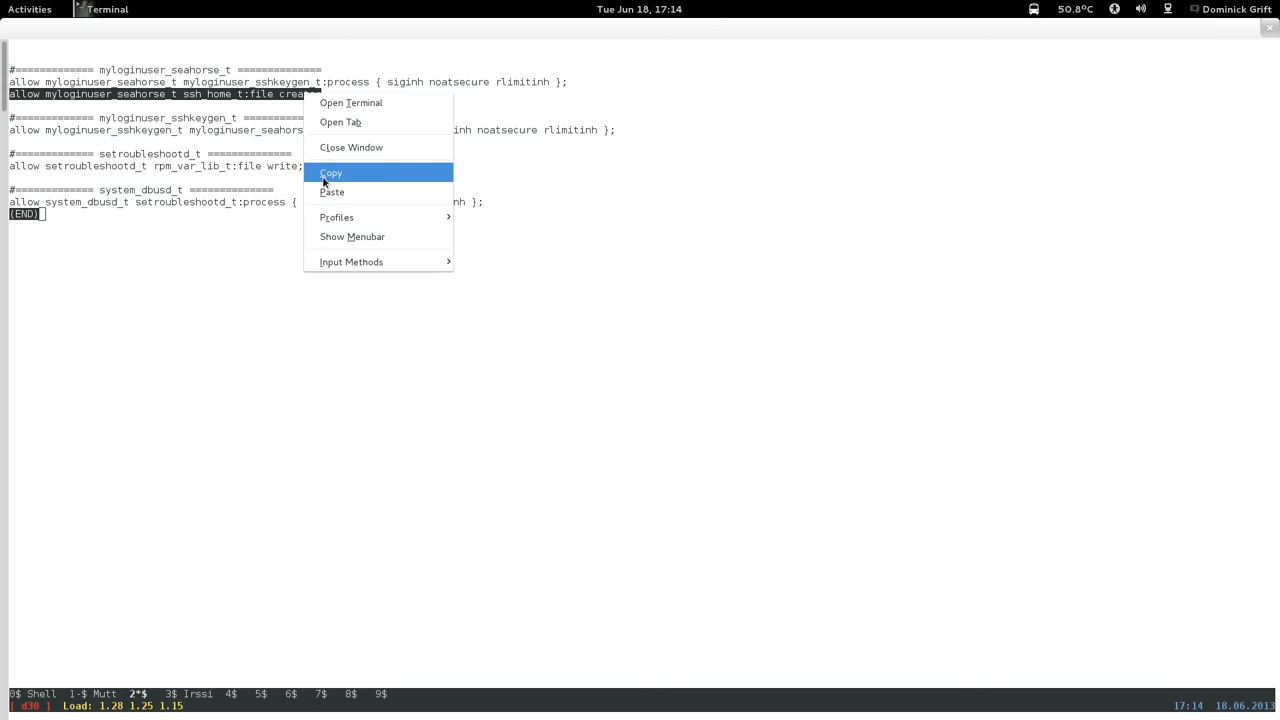 Activities Terminal Tue Jun 18, 17:14 50.8°C Dominick Grift
#============= myloginuser_seahorse_t ==============
allow myloginuser_seahorse_t myloginuser_sshkeygen_t:process { siginh noatsecure rlimitinh };
allow myloginuser_seahorse_t ssh_home_t:file
#============= myloginuser_sshkeygen_t
allow myloginuser_sshkeygen_t noatsecure rlimitinh };
#============= setroubleshootd_t ==============
allow setroubleshootd_t rpm_var_lib_t:file write;
#============= system_dbusd_t ==============
allow system_dbusd_t setroubleshootd_t:process { };
(END)
Open Terminal
Open Tab
Close Window
Copy
Paste
Profiles
Show Menubar
Input Methods
0$ Shell 1-$ Mutt 2*$ 3$ Irssi 4$ 5$ 6$ 7$ 8$ 9$
[ d30 ] Load: 1.28 1.25 1.15 17:14 18.06.2013